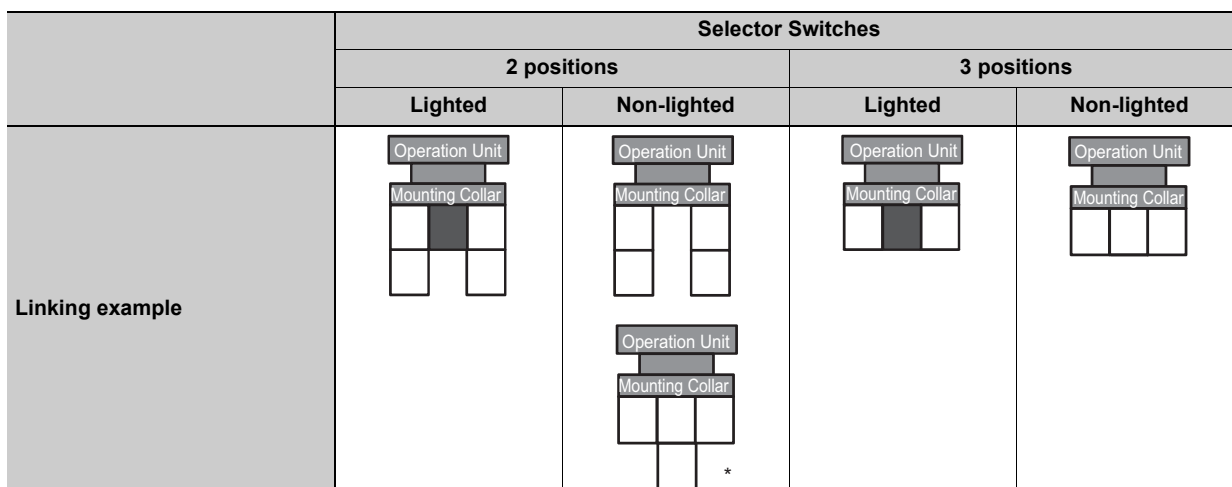 Selector Switches
2 positions
3 positions
Lighted
Non-lighted
Lighted
Non-lighted
Linking example
Operation Unit
Mounting Collar
Operation Unit
Mounting Collar
Operation Unit
Mounting Collar
*
Operation Unit
Mounting Collar
Operation Unit
Mounting Collar